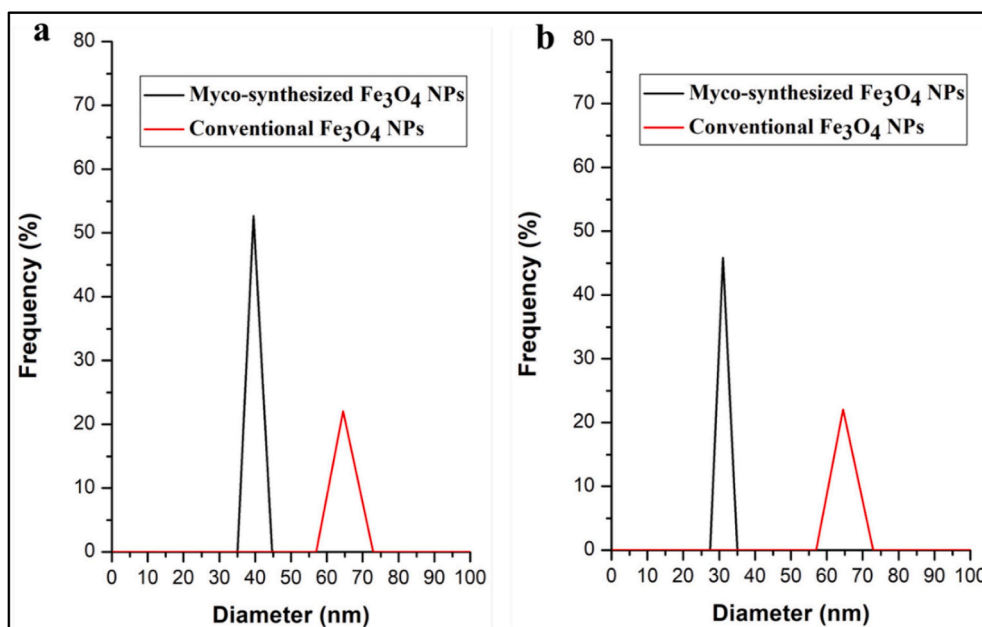 a
80
70
60
50
40
30
20
10
0
Myco-synthesized Fe3O4 NPs
Conventional Fe3O4 NPs
Frequency (%)
0 10 20 30 40 50 60 70 80 90 100
Diameter (nm)
b
80
70
60
50
40
30
20
10
0
Myco-synthesized Fe3O4 NPs
Conventional Fe3O4 NPs
Frequency (%)
0 10 20 30 40 50 60 70 80 90 100
Diameter (nm)